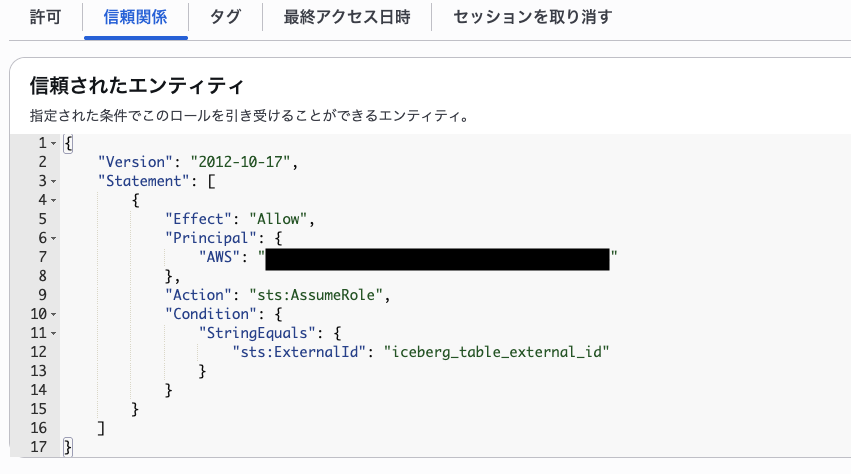 許可 信頼関係 タグ 最終アクセス日時 セッションを取り消す
信頼されたエンティティ
指定された条件でこのロールを引き受けることができるエンティティ。
1 {
2     "Version": "2012-10-17",
3     "Statement": [
4         {
5             "Effect": "Allow",
6             "Principal": {
7                 "AWS": "                    "
8             },
9             "Action": "sts:AssumeRole",
10             "Condition": {
11                 "StringEquals": {
12                     "sts:ExternalId": "iceberg_table_external_id"
13                 }
14             }
15         }
16     ]
17 }